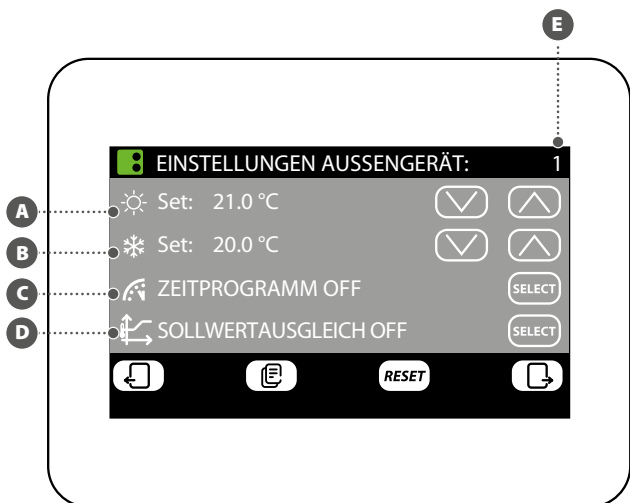 E
EINSTELLUNGEN AUSSENGERÄT: 1
A Set: 21.0 °C
B Set: 20.0 °C
C ZEITPROGRAMM OFF SELECT
D SOLLWERTAUSGLEICH OFF SELECT
RESET